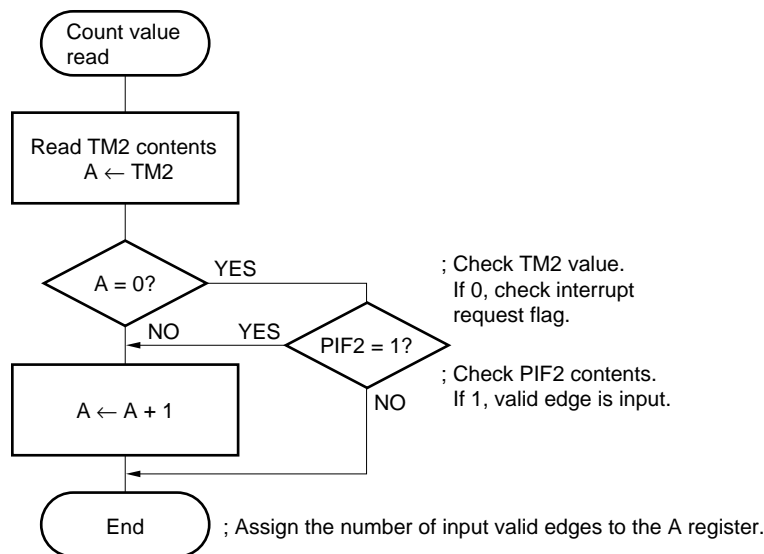 Count value
read
Read TM2 contents
A ← TM2
A = 0?
YES
; Check TM2 value.
If 0, check interrupt
request flag.
NO
YES
PIF2 = 1?
; Check PIF2 contents.
If 1, valid edge is input.
NO
A ← A + 1
End
; Assign the number of input valid edges to the A register.